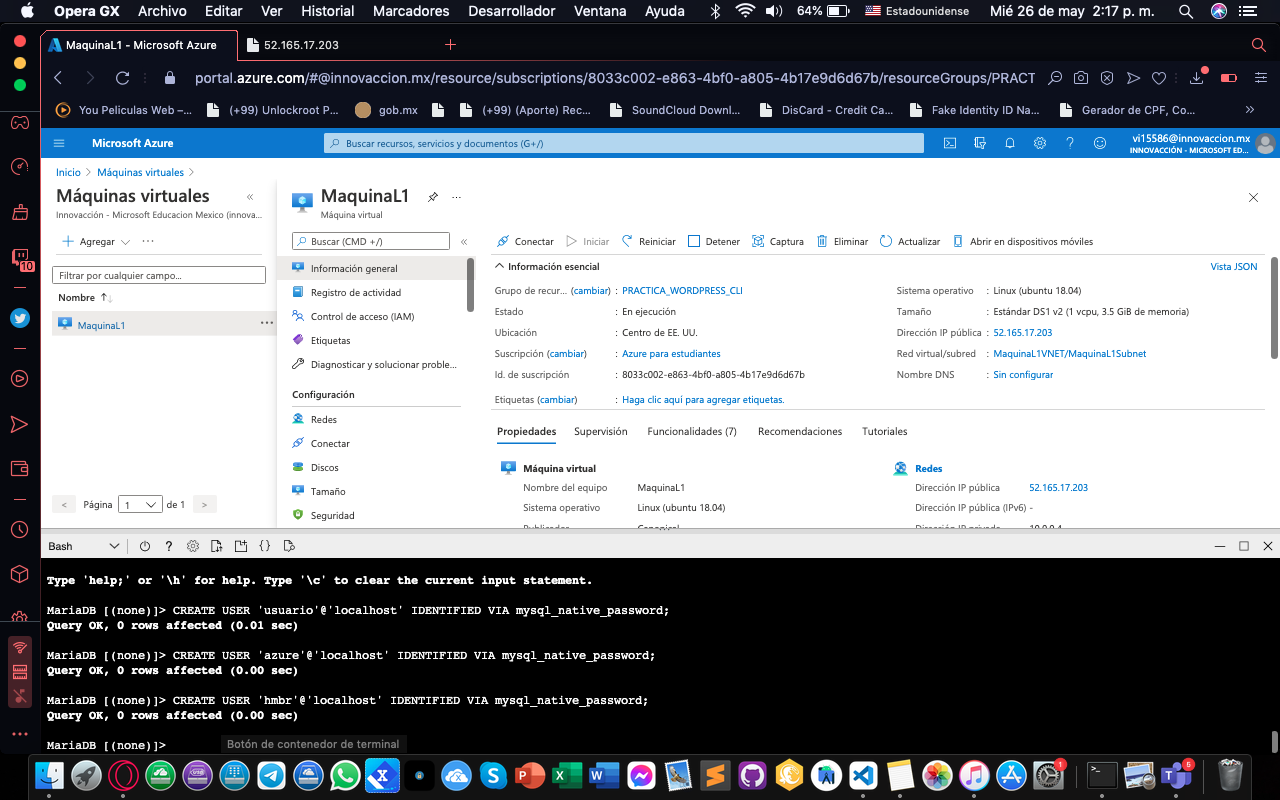 Opera GX Archivo Editar Ver Historial Marcadores Desarrollador Ventana Ayuda 64% Estadounidense Mié 26 de may 2:17 p. m.
MaquinaL1 - Microsoft Azure 52.165.17.203
portal.azure.com/#@innovaccion.mx/resource/subscriptions/8033c002-e863-4bf0-a805-4b17e9d6d67b/resourceGroups/PRACT
You Peliculas Web –... (+99) Unlockroot P... gob.mx (+99) (Aporte) Rec... SoundCloud Downl... DisCard - Credit Ca... Fake Identity ID Na... Gerador de CPF, Co...
Microsoft Azure Buscar recursos, servicios y documentos (G+/) vi15586@innovaccion.mx
INNOVACCIÓN - MICROSOFT ED...
Inicio > Máquinas virtuales >
Máquinas virtuales «
Innovacción - Microsoft Educacion Mexico (innova...
+ Agregar ...
Filtrar por cualquier campo...
Nombre ↑↓
MaquinaL1 ...
< Página 1 de 1 >
MaquinaL1 ...
Máquina virtual
Buscar (CMD +/) «
Información general
Registro de actividad
Control de acceso (IAM)
Etiquetas
Diagnosticar y solucionar proble...
Configuración
Redes
Conectar
Discos
Tamaño
Seguridad
Conectar Iniciar Reiniciar Detener Captura Eliminar Actualizar Abrir en dispositivos móviles
Información esencial Vista JSON
Grupo de recur... (cambiar) : PRACTICA_WORDPRESS_CLI
Estado : En ejecución
Ubicación : Centro de EE. UU.
Suscripción (cambiar) : Azure para estudiantes
Id. de suscripción : 8033c002-e863-4bf0-a805-4b17e9d6d67b
Etiquetas (cambiar) : Haga clic aquí para agregar etiquetas.
Sistema operativo : Linux (ubuntu 18.04)
Tamaño : Estándar DS1 v2 (1 vcpu, 3.5 GiB de memoria)
Dirección IP pública : 52.165.17.203
Red virtual/subred : MaquinaL1VNET/MaquinaL1Subnet
Nombre DNS : Sin configurar
Propiedades Supervisión Funcionalidades (7) Recomendaciones Tutoriales
Máquina virtual
Nombre del equipo MaquinaL1
Sistema operativo Linux (ubuntu 18.04)
Publicador Canonical
Redes
Dirección IP pública 52.165.17.203
Dirección IP pública (IPv6) -
Dirección IP privada 10.0.0.4
10
Bash
Type 'help;' or '\h' for help. Type '\c' to clear the current input statement.
MariaDB [(none)]> CREATE USER 'usuario'@'localhost' IDENTIFIED VIA mysql_native_password;
Query OK, 0 rows affected (0.01 sec)
MariaDB [(none)]> CREATE USER 'azure'@'localhost' IDENTIFIED VIA mysql_native_password;
Query OK, 0 rows affected (0.00 sec)
MariaDB [(none)]> CREATE USER 'hmbr'@'localhost' IDENTIFIED VIA mysql_native_password;
Query OK, 0 rows affected (0.00 sec)
MariaDB [(none)]>
Botón de contenedor de terminal